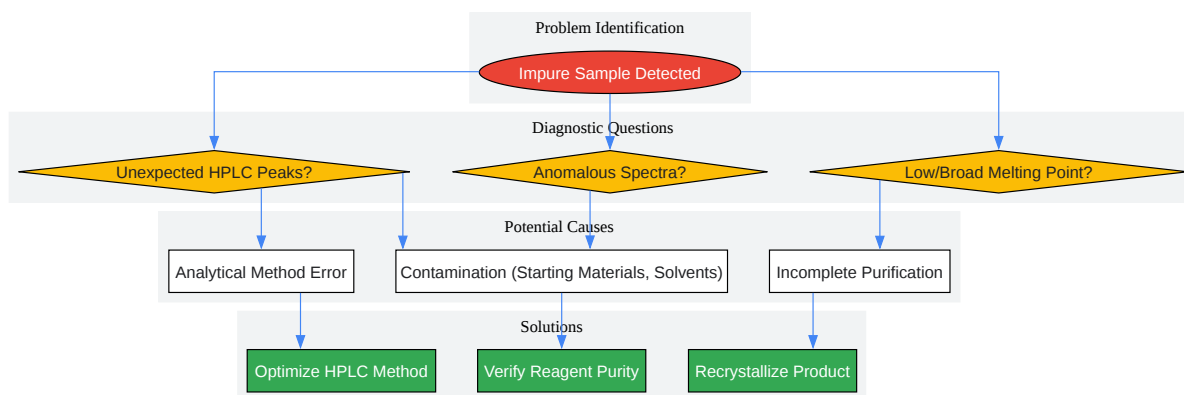 Problem Identification
Impure Sample Detected
Diagnostic Questions
Unexpected HPLC Peaks?
Anomalous Spectra?
Low/Broad Melting Point?
Potential Causes
Analytical Method Error
Contamination (Starting Materials, Solvents)
Incomplete Purification
Solutions
Optimize HPLC Method
Verify Reagent Purity
Recrystallize Product